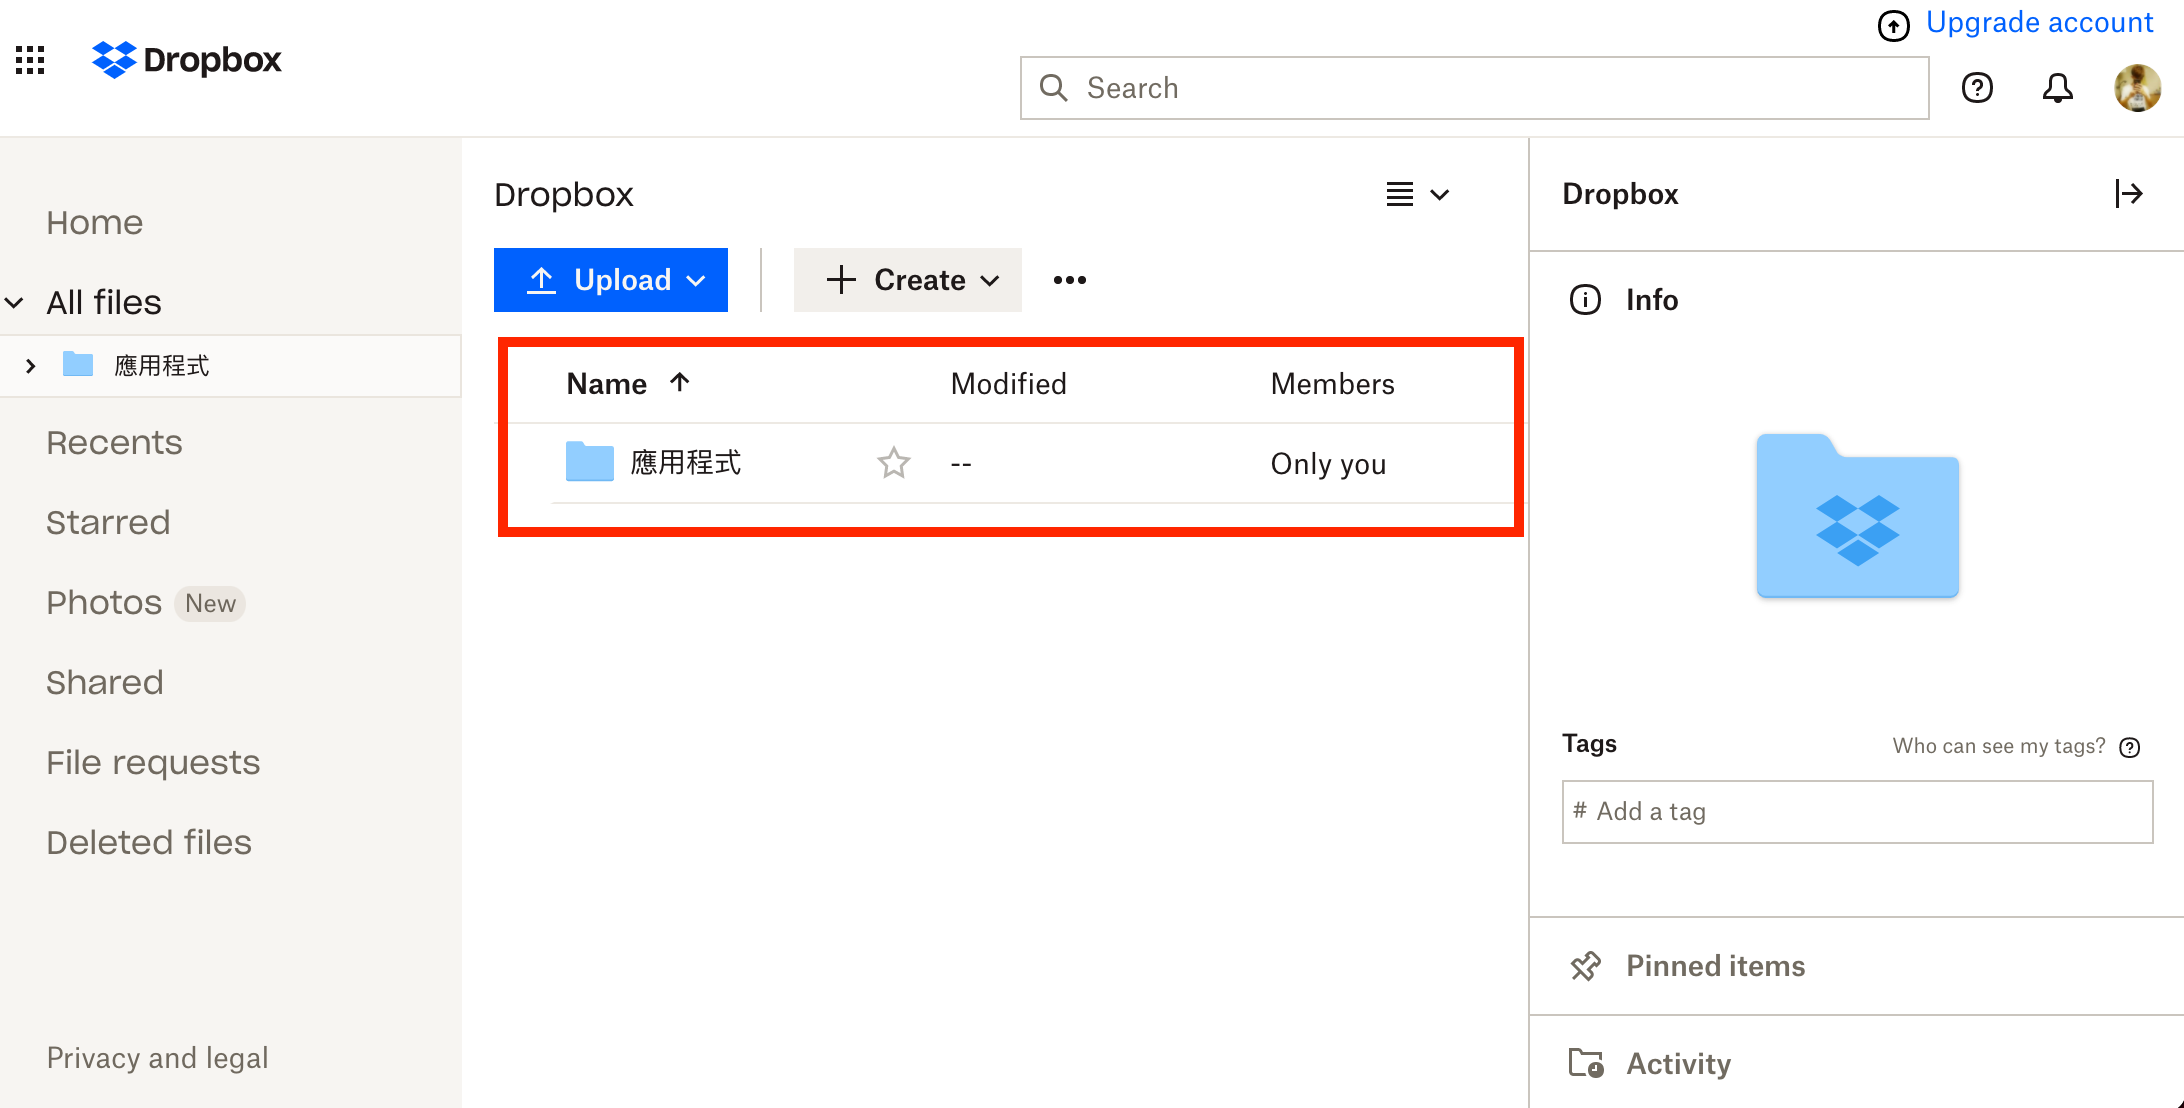 Upgrade account
Dropbox
Search
Home
All files
應用程式
Recents
Starred
Photos New
Shared
File requests
Deleted files
Privacy and legal
Dropbox
Upload
Create
Name Modified Members
應用程式 -- Only you
Dropbox
Info
Tags Who can see my tags?
# Add a tag
Pinned items
Activity